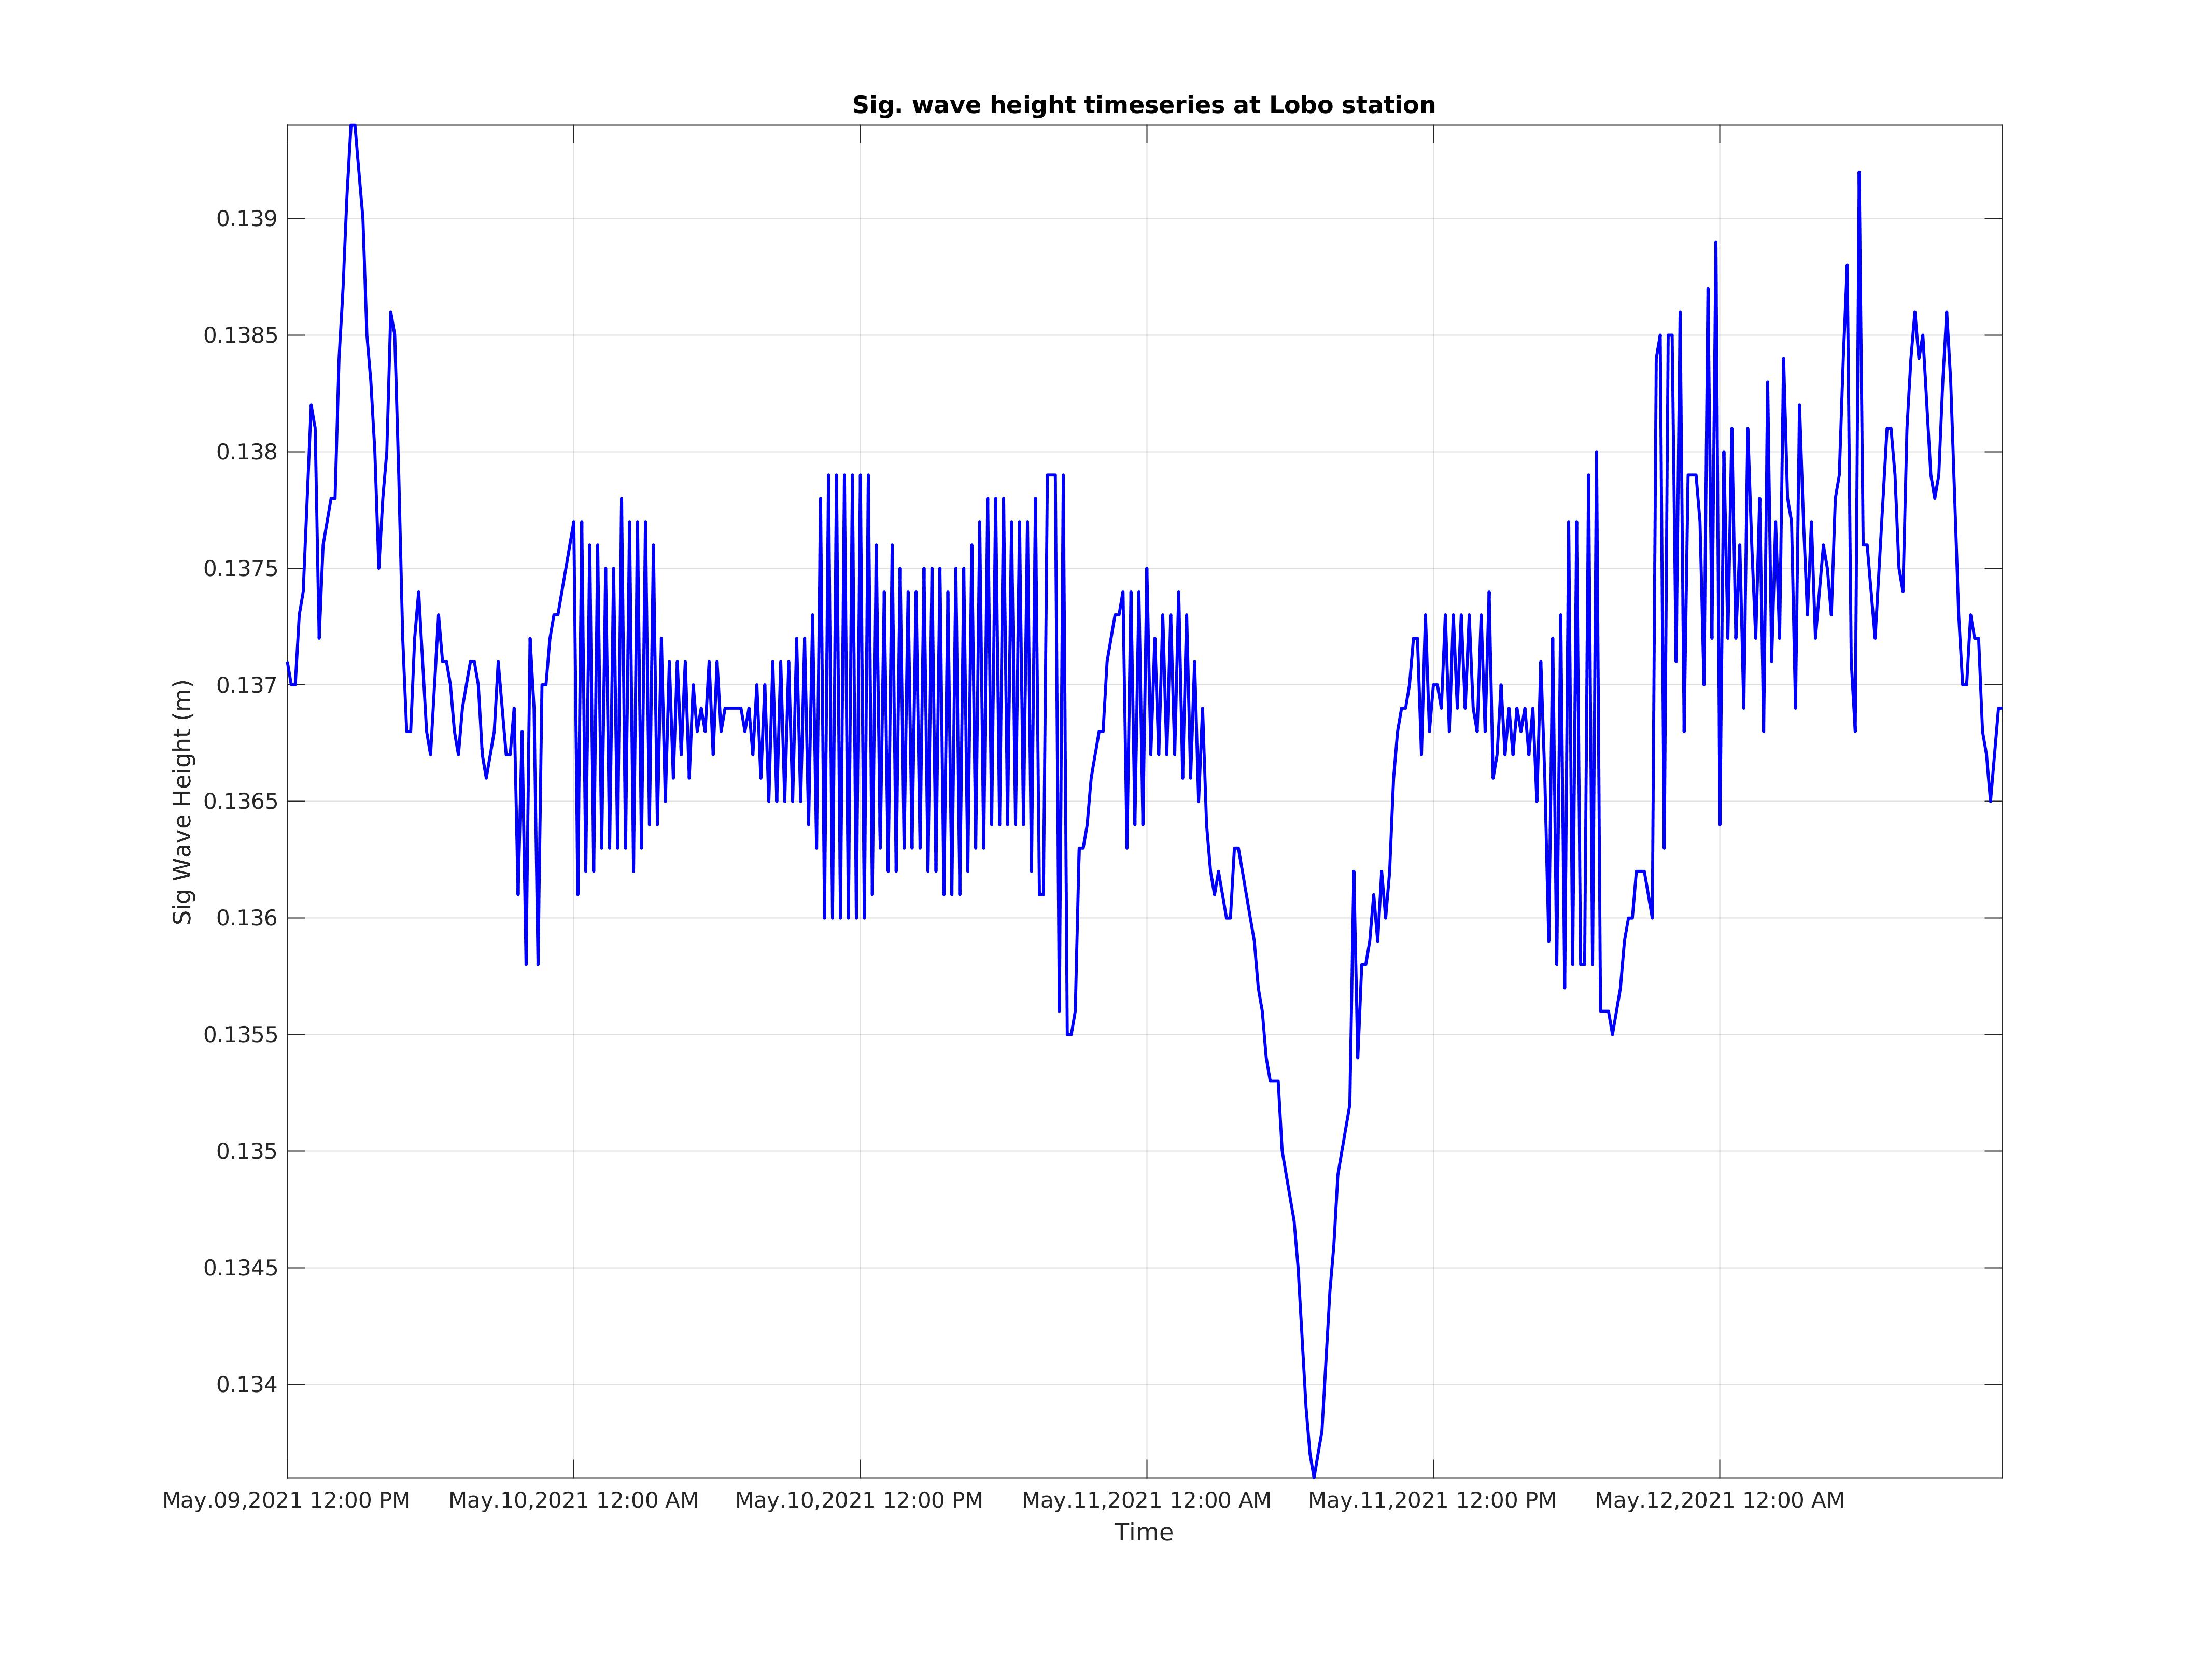 Sig. wave height timeseries at Lobo station
0.139
0.1385
0.138
0.1375
0.137
0.1365
0.136
0.1355
0.135
0.1345
0.134
Sig Wave Height (m)
May.09,2021 12:00 PM May.10,2021 12:00 AM May.10,2021 12:00 PM May.11,2021 12:00 AM May.11,2021 12:00 PM May.12,2021 12:00 AM
Time